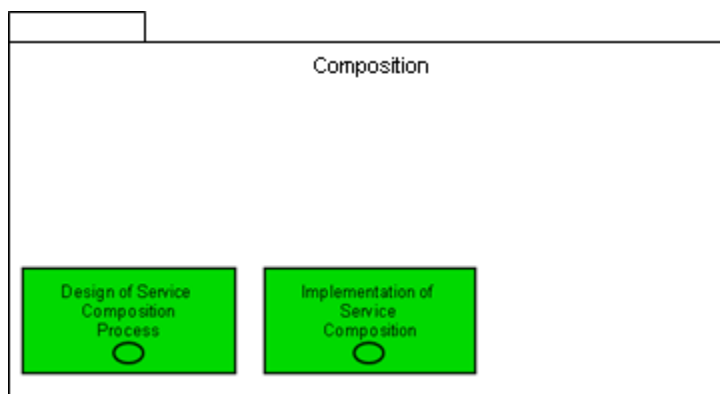 Composition
Design of Service
Composition
Process
Implementation of
Service
Composition